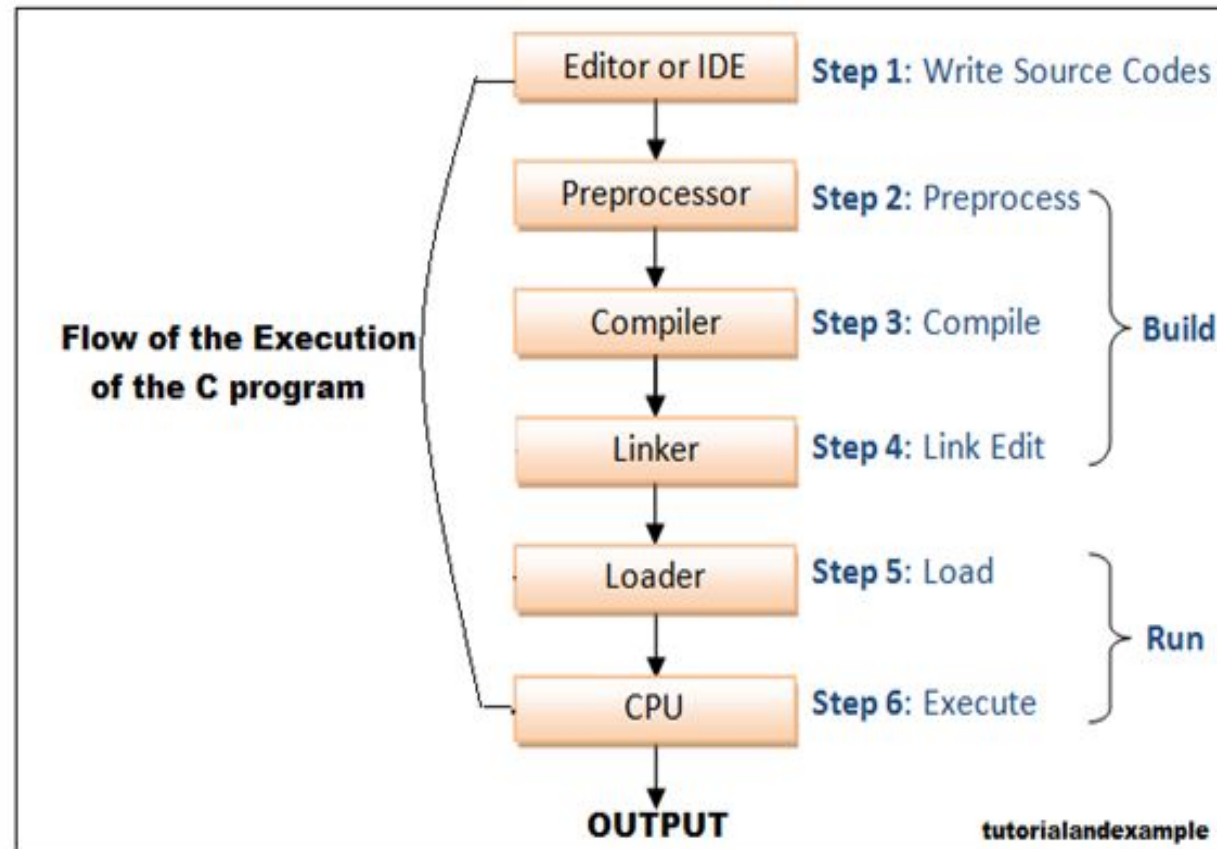 Editor or IDE
Step 1: Write Source Codes
Preprocessor
Step 2: Preprocess
Compiler
Step 3: Compile
Build
Flow of the Execution
of the C program
Linker
Step 4: Link Edit
Loader
Step 5: Load
Run
CPU
Step 6: Execute
OUTPUT
tutorialandexample